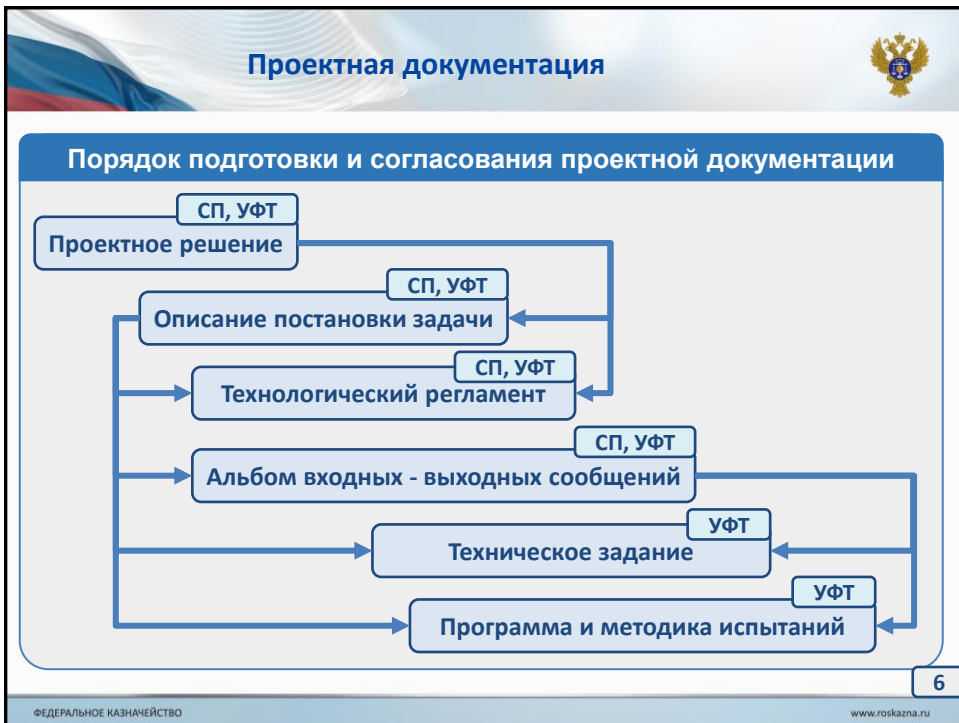 Проектная документация
Порядок подготовки и согласования проектной документации
СП, УФТ
Проектное решение
СП, УФТ
Описание постановки задачи
СП, УФТ
Технологический регламент
СП, УФТ
Альбом входных - выходных сообщений
УФТ
Техническое задание
УФТ
Программа и методика испытаний
6
ФЕДЕРАЛЬНОЕ КАЗНАЧЕЙСТВО
www.roskazna.ru